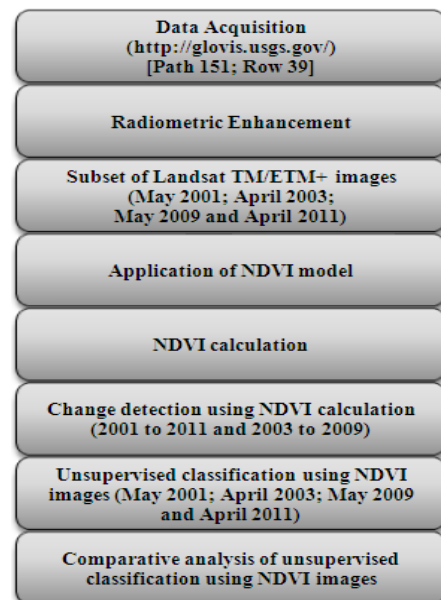 Data Acquisition
(http://glovis.usgs.gov/)
[Path 151; Row 39]
Radiometric Enhancement
Subset of Landsat TM/ETM+ images
(May 2001; April 2003;
May 2009 and April 2011)
Application of NDVI model
NDVI calculation
Change detection using NDVI calculation
(2001 to 2011 and 2003 to 2009)
Unsupervised classification using NDVI
images (May 2001; April 2003; May 2009
and April 2011)
Comparative analysis of unsupervised
classification using NDVI images